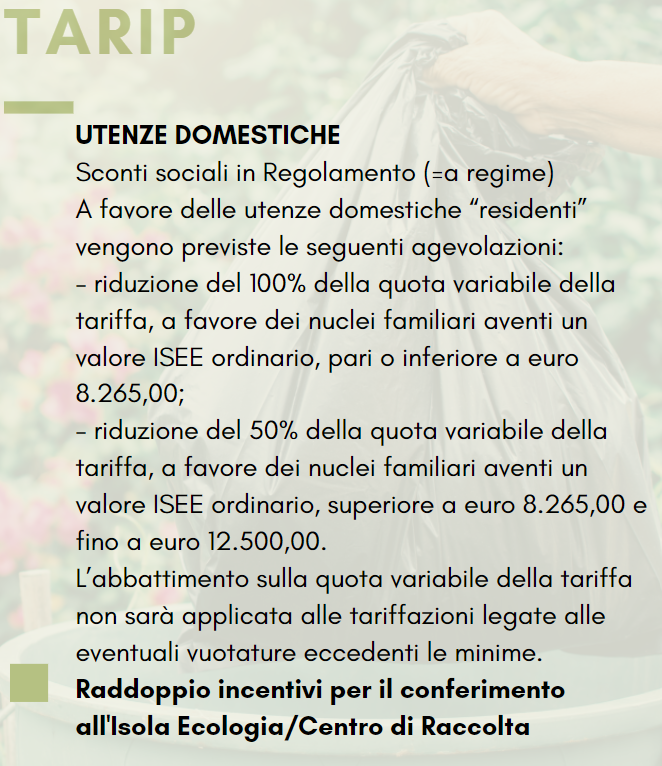 TARIP
UTENZE DOMESTICHE
Sconti sociali in Regolamento (=a regime)
A favore delle utenze domestiche “residenti”
vengono previste le seguenti agevolazioni:
- riduzione del 100% della quota variabile della
tariffa, a favore dei nuclei familiari aventi un
valore ISEE ordinario, pari o inferiore a euro
8.265,00;
- riduzione del 50% della quota variabile della
tariffa, a favore dei nuclei familiari aventi un
valore ISEE ordinario, superiore a euro 8.265,00 e
fino a euro 12.500,00.
L’abbattimento sulla quota variabile della tariffa
non sarà applicata alle tariffazioni legate alle
eventuali vuotature eccedenti le minime.
Raddoppio incentivi per il conferimento
all'Isola Ecologia/Centro di Raccolta